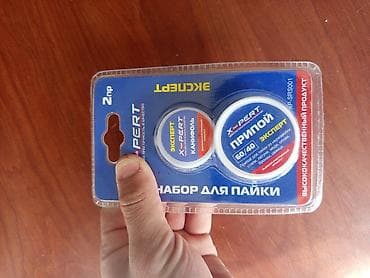 2пр
ЭКСПЕРТ
X-PERT
ЭКСПЕРТ
X-PERT
КАНИФОЛЬ
X-PERT
ПРИПОЙ
60/40
ЭКСПЕРТ
НАБОР ДЛЯ ПАЙКИ
ВЫСОКОКАЧЕСТВЕННЫЙ ПРОДУКТ